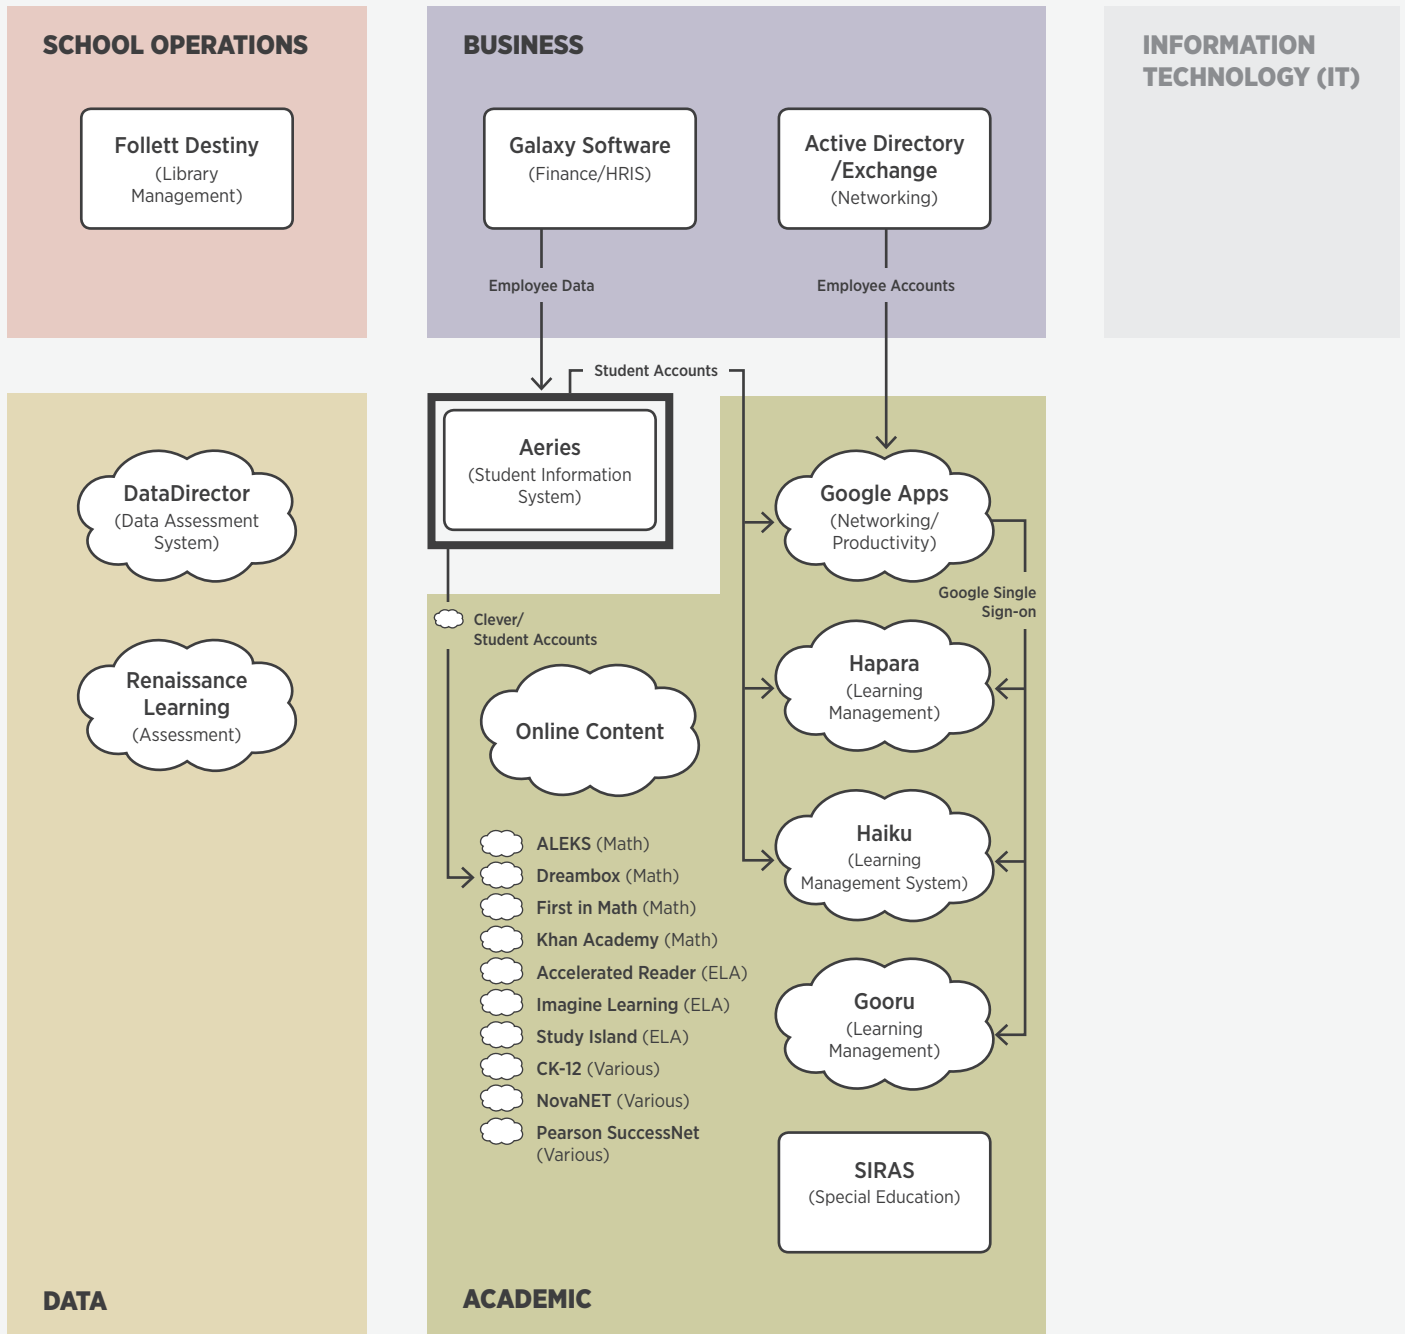 SCHOOL OPERATIONS
Follett Destiny
(Library
Management)
BUSINESS
Galaxy Software
(Finance/HRIS)
Active Directory
/Exchange
(Networking)
Employee Data
Employee Accounts
INFORMATION
TECHNOLOGY (IT)
Student Accounts
Aeries
(Student Information
System)
DataDirector
(Data Assessment
System)
Renaissance
Learning
(Assessment)
DATA
Clever/
Student Accounts
Online Content
ALEKS (Math)
Dreambox (Math)
First in Math (Math)
Khan Academy (Math)
Accelerated Reader (ELA)
Imagine Learning (ELA)
Study Island (ELA)
CK-12 (Various)
NovaNET (Various)
Pearson SuccessNet
(Various)
Google Apps
(Networking/
Productivity)
Google Single
Sign-on
Hapara
(Learning
Management)
Haiku
(Learning
Management System)
Gooru
(Learning
Management)
SIRAS
(Special Education)
ACADEMIC